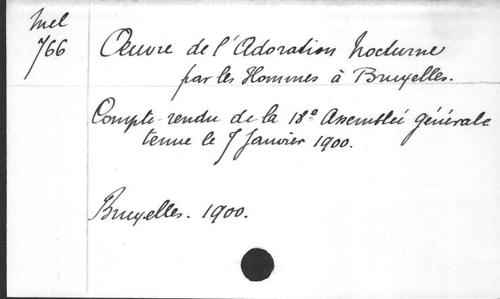 Mel
766
Œuvre de l'Adoration Nocturne
par les Hommes à Bruxelles.
Compte-rendu de la 18e Assemblée générale
tenue le 7 Janvier 1900.
Bruxelles. 1900.